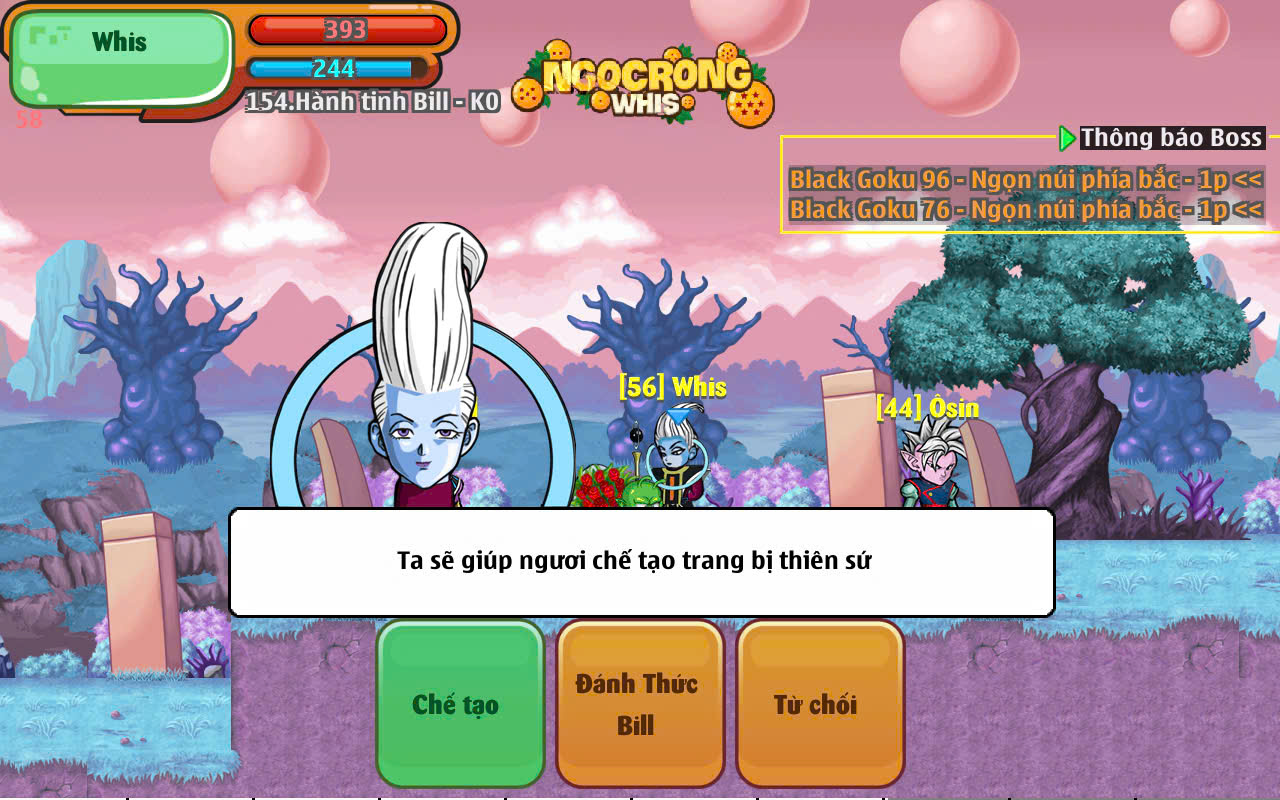 Whis
393
244
154.Hành tinh Bill - K0
58
NGOCRONG
WHIS
Thông báo Boss
Black Goku 96 - Ngọn núi phía bắc - 1p <<
Black Goku 76 - Ngọn núi phía bắc - 1p <<
[56] Whis
[44] Ôsin
Ta sẽ giúp ngươi chế tạo trang bị thiên sứ
Chế tạo
Đánh Thức
Bill
Từ chối